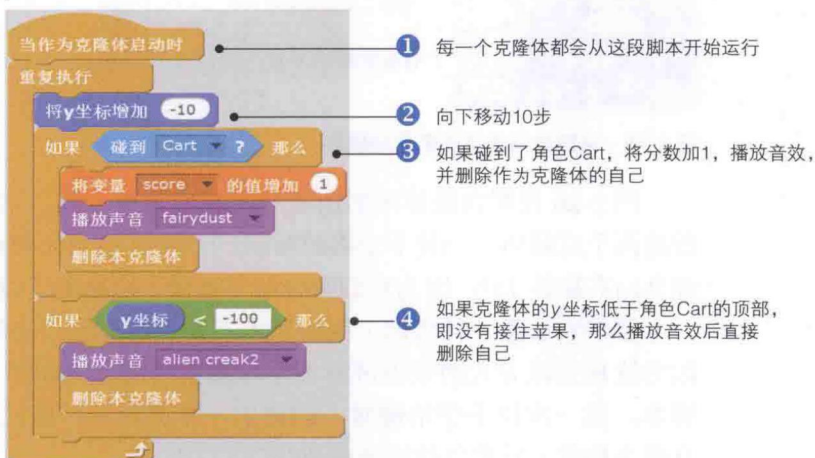 当作为克隆体启动时
❶ 每一个克隆体都会从这段脚本开始运行
重复执行
将y坐标增加 -10
❷ 向下移动10步
如果 碰到 Cart ? 那么
❸ 如果碰到了角色Cart，将分数加1，播放音效，
并删除作为克隆体的自己
将变量 score 的值增加 1
播放声音 fairydust
删除本克隆体
如果 y坐标 < -100 那么
❹ 如果克隆体的y坐标低于角色Cart的顶部，
即没有接住苹果，那么播放音效后直接
删除自己
播放声音 alien creak2
删除本克隆体